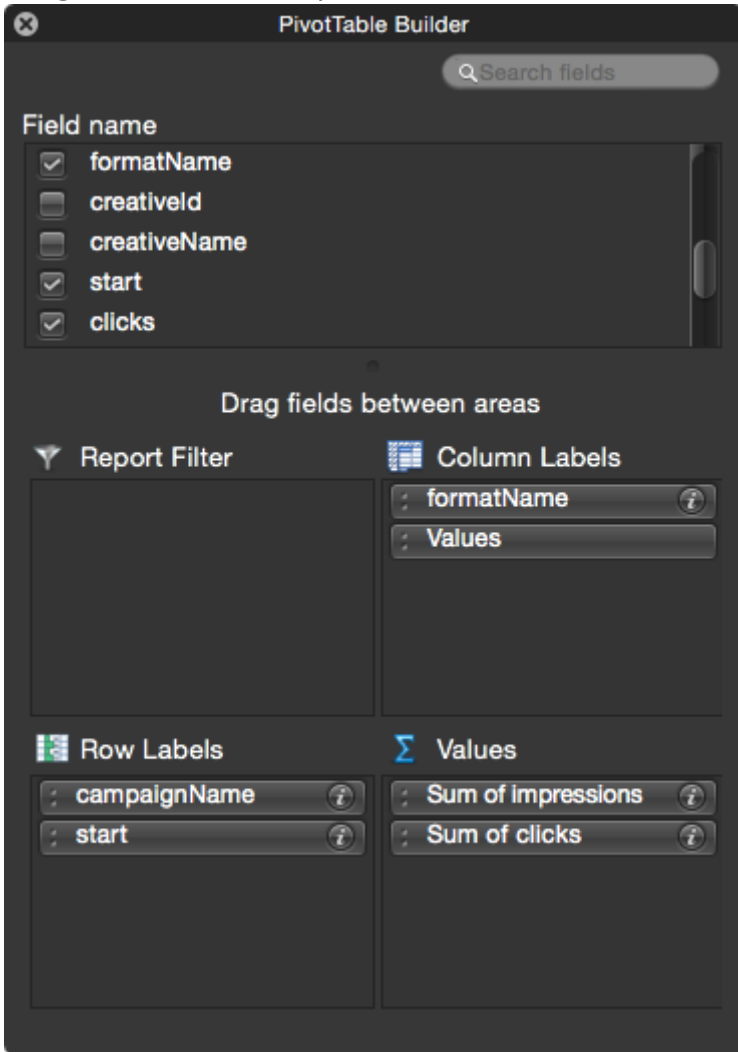 PivotTable Builder
Search fields
Field name
formatName
creativeId
creativeName
start
clicks
Drag fields between areas
Report Filter
Column Labels
formatName
Values
Row Labels
Values
campaignName
start
Sum of impressions
Sum of clicks